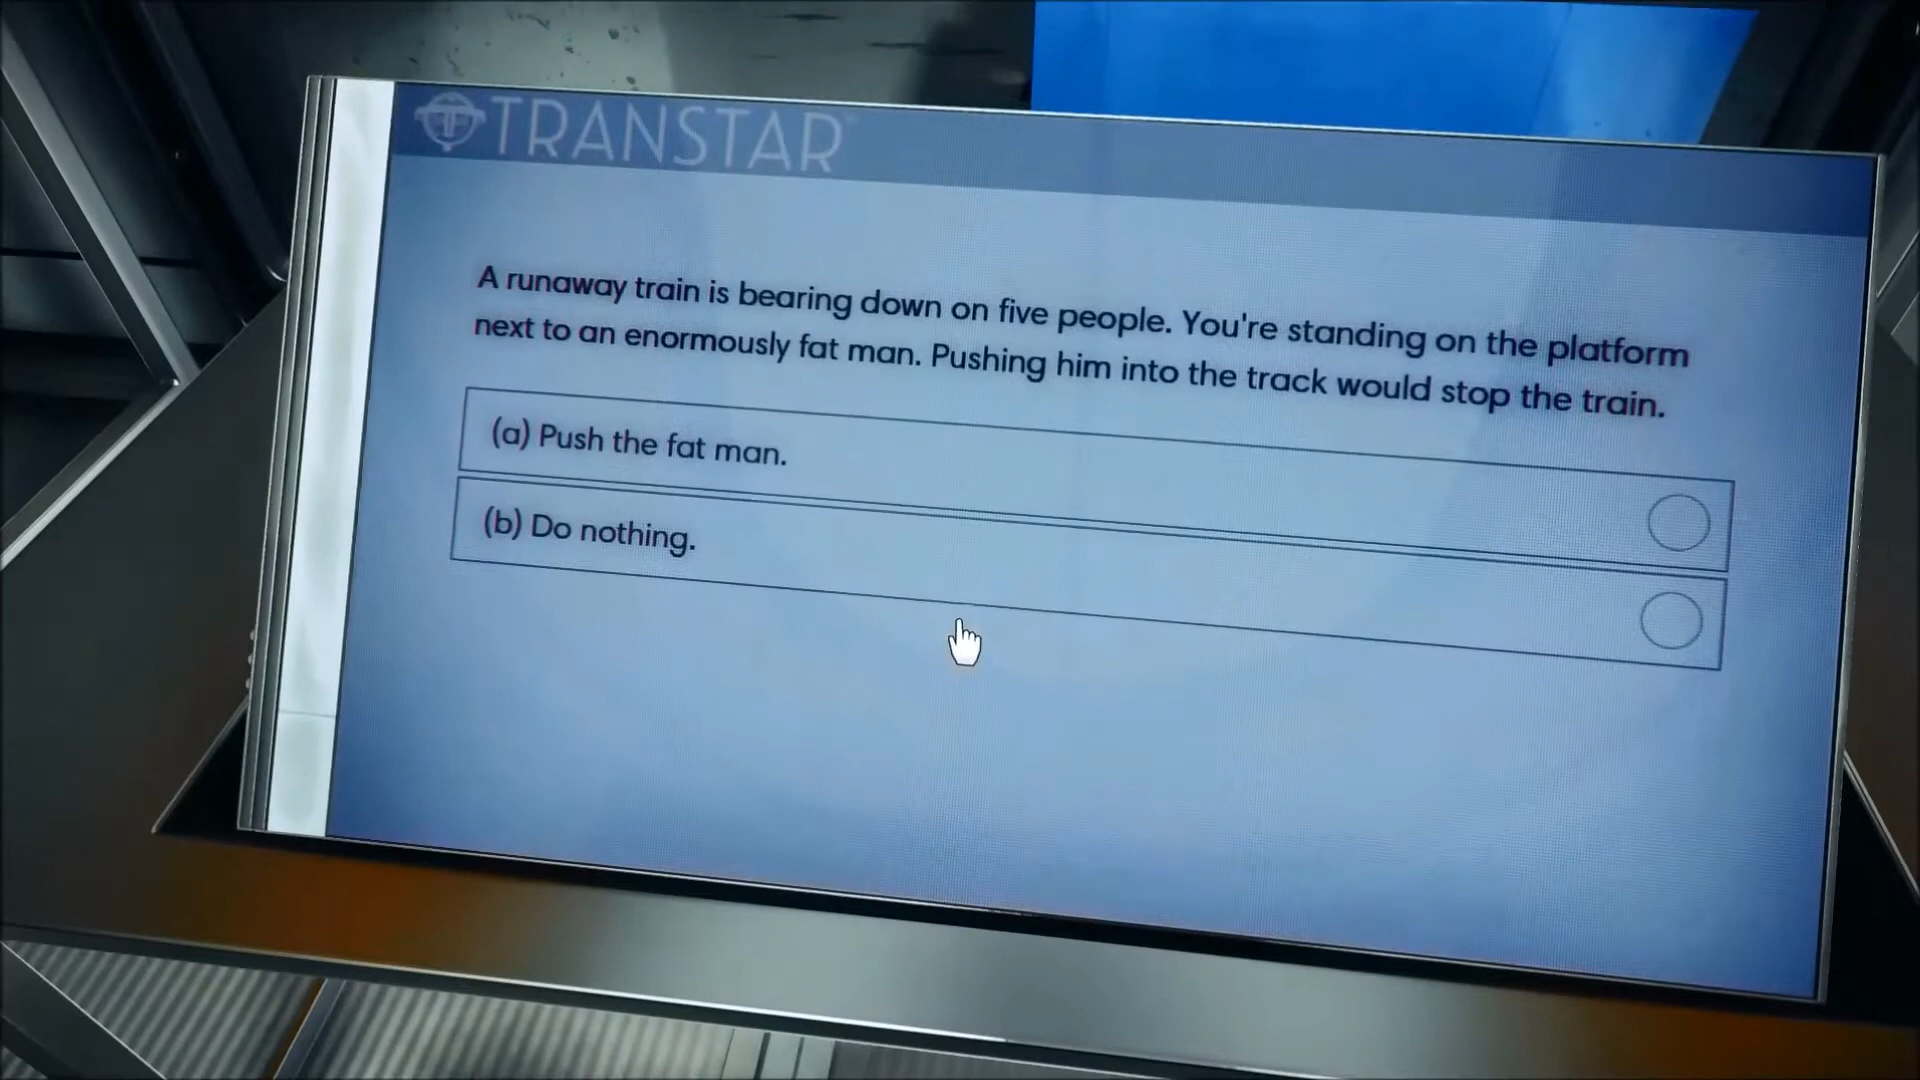 TRANSTAR
A runaway train is bearing down on five people. You're standing on the platform
next to an enormously fat man. Pushing him into the track would stop the train.
(a) Push the fat man.
(b) Do nothing.